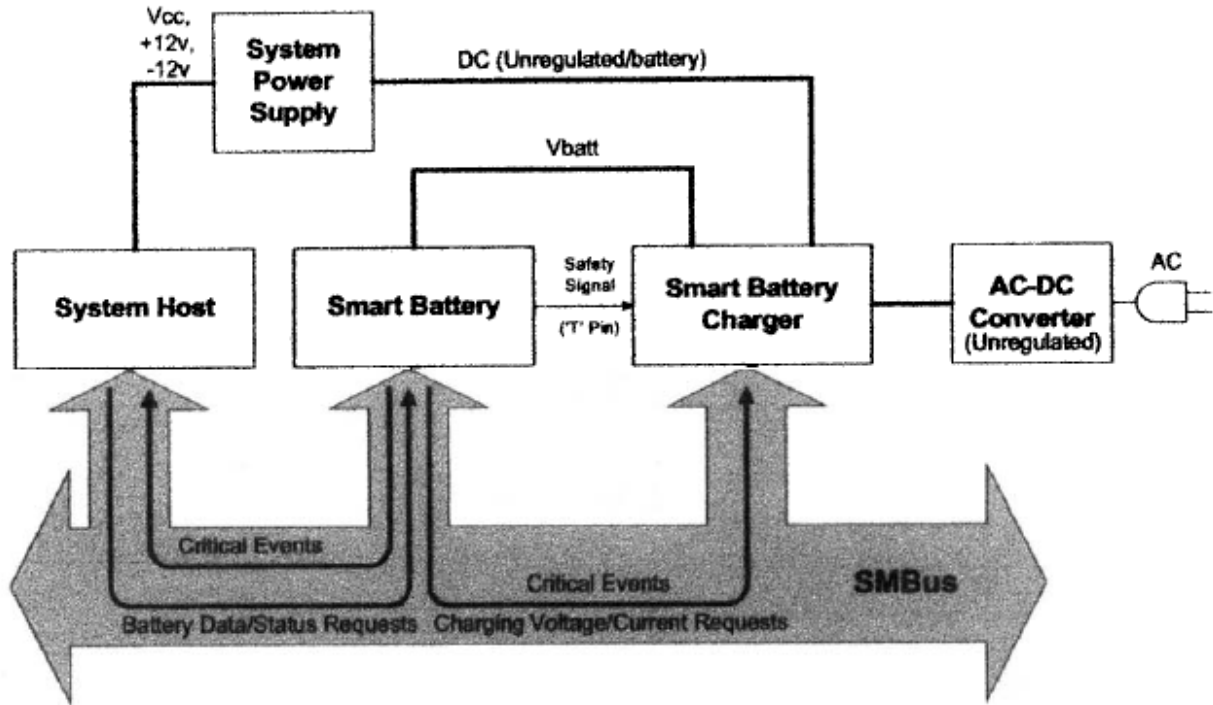 Vcc,
+12v,
-12v
System
Power
Supply
DC (Unregulated/battery)
Vbatt
System Host
Smart Battery
Safety
Signal
('T' Pin)
Smart Battery
Charger
AC-DC
Converter
(Unregulated)
AC
Critical Events
Critical Events
SMBus
Battery Data/Status Requests
Charging Voltage/Current Requests